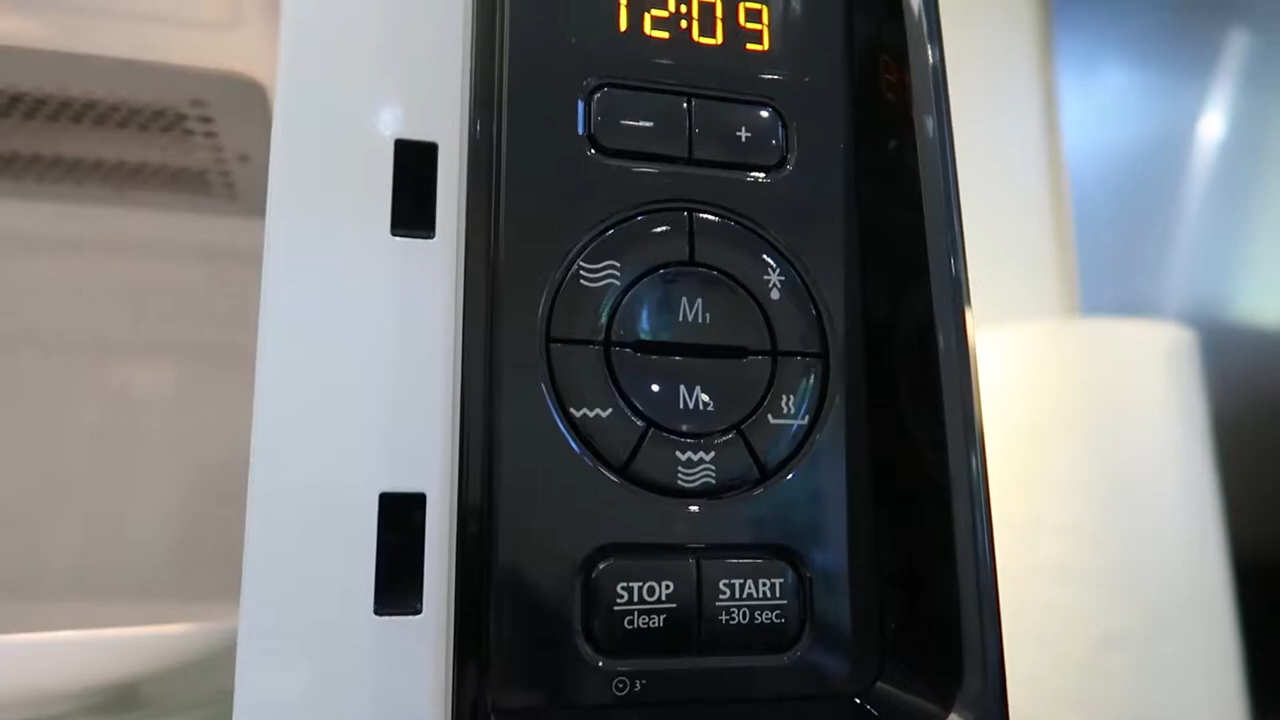 12:09
− +
M₁
M₂
STOP START
clear +30 sec.
3"